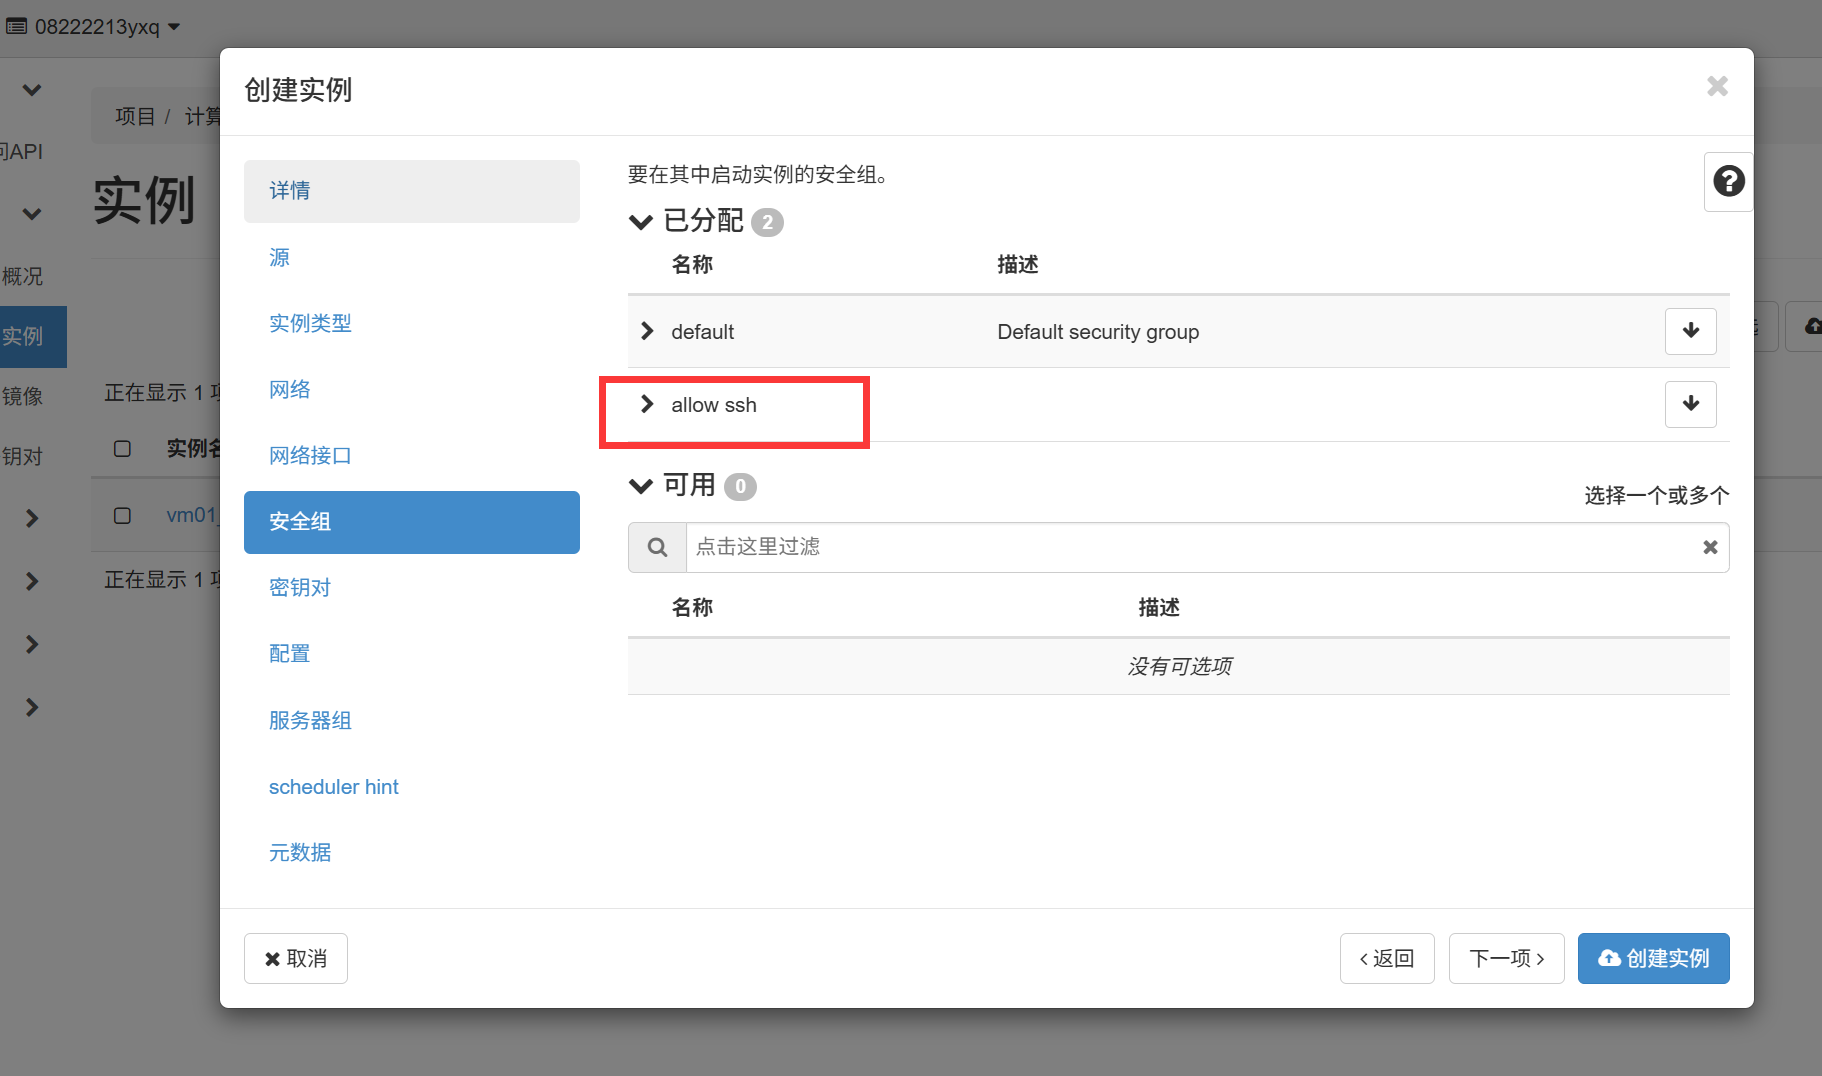 08222213yxq
项目 / 计算
问API
实例
概况
实例
镜像
钥对
正在显示 1 项
实例名
vm01_
正在显示 1 项
创建实例
详情
源
实例类型
网络
网络接口
安全组
密钥对
配置
服务器组
scheduler hint
元数据
要在其中启动实例的安全组。
已分配 2
名称 描述
default Default security group
allow ssh
可用 0
选择一个或多个
点击这里过滤
名称 描述
没有可选项
取消
返回
下一项
创建实例